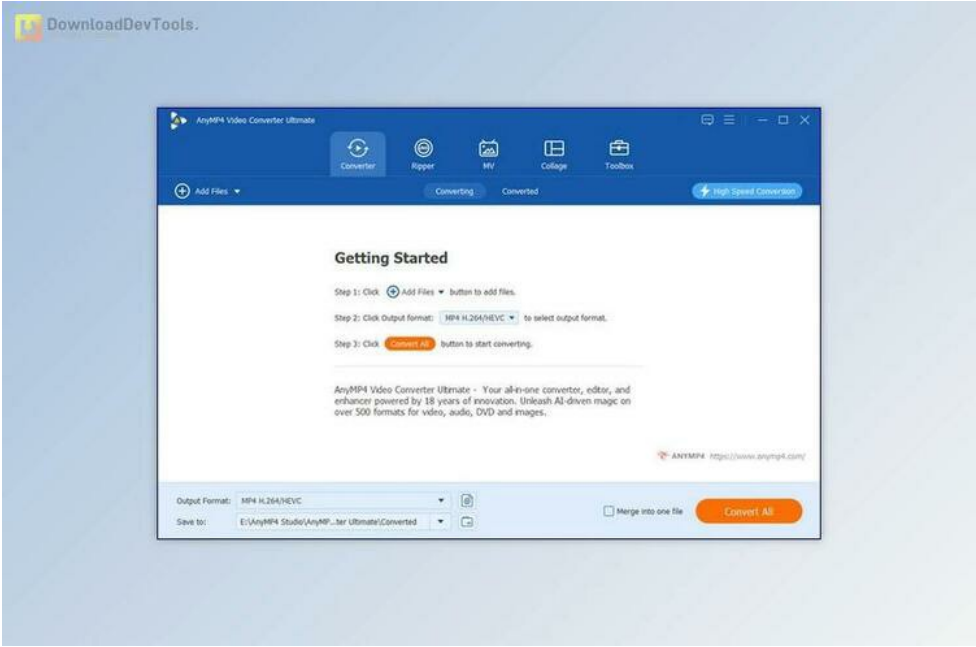 DownloadDevTools.
AnyMP4 Video Converter Ultimate
Converter Ripper MV Collage Toolbox
Add Files Converting Converted High Speed Conversion
Getting Started
Step 1: Click Add Files button to add files.
Step 2: Click Output format: MP4 H.264/HEVC to select output format.
Step 3: Click Convert All button to start converting.
AnyMP4 Video Converter Ultimate - Your all-in-one converter, editor, and
enhancer powered by 18 years of innovation. Unleash AI-driven magic on
over 500 formats for video, audio, DVD and images.
ANYMP4 https://www.anymp4.com/
Output Format: MP4 H.264/HEVC
Merge into one file Convert All
Save to: E:\AnyMP4 Studio\AnyMP...ter Ultimate\Converted